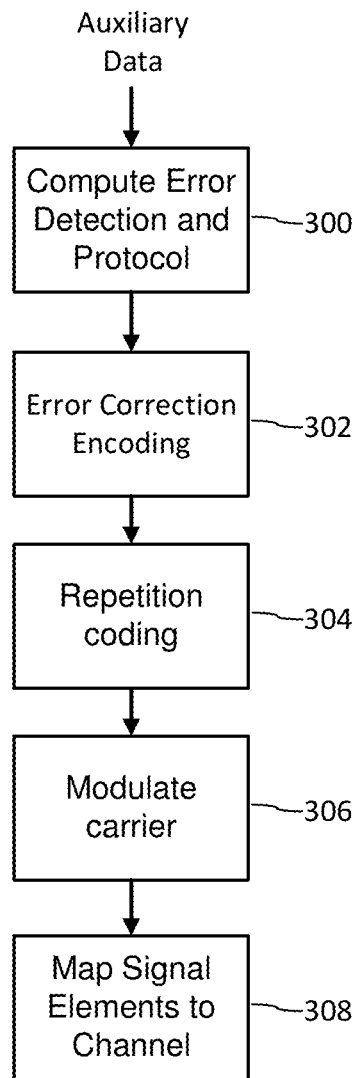 Auxiliary
Data
Compute Error
Detection and
Protocol
300
Error Correction
Encoding
302
Repetition
coding
304
Modulate
carrier
306
Map Signal
Elements to
Channel
308